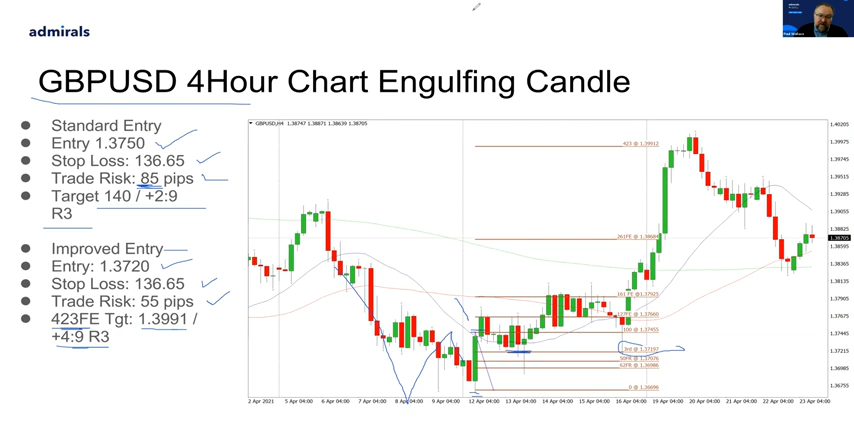 admirals
admirals
Paul Wallace
GBPUSD 4Hour Chart Engulfing Candle
Standard Entry
Entry 1.3750
Stop Loss: 136.65
Trade Risk: 85 pips
Target 140 / +2:9
R3
Improved Entry
Entry: 1.3720
Stop Loss: 136.65
Trade Risk: 55 pips
423FE Tgt: 1.3991 /
+4:9 R3
GBPUSD,H4 1.38747 1.38871 1.38639 1.38705
423 @ 1.39912
261FE @ 1.38684
161 FE @1.37925
127FE @ 1.37660
100 @ 1.37455
3rd @ 1.37197
50FR @ 1.37076
62FR @ 1.36986
0 @ 1.36696
1.40205
1.39975
1.39745
1.39515
1.39285
1.39055
1.38825
1.38705
1.38365
1.38135
1.37905
1.37675
1.37445
1.37215
1.36985
1.36755
2 Apr 2021
5 Apr 04:00
6 Apr 04:00
7 Apr 04:00
8 Apr 04:00
9 Apr 04:00
12 Apr 04:00
13 Apr 04:00
14 Apr 04:00
15 Apr 04:00
16 Apr 04:00
19 Apr 04:00
20 Apr 04:00
21 Apr 04:00
22 Apr 04:00
23 Apr 04:00